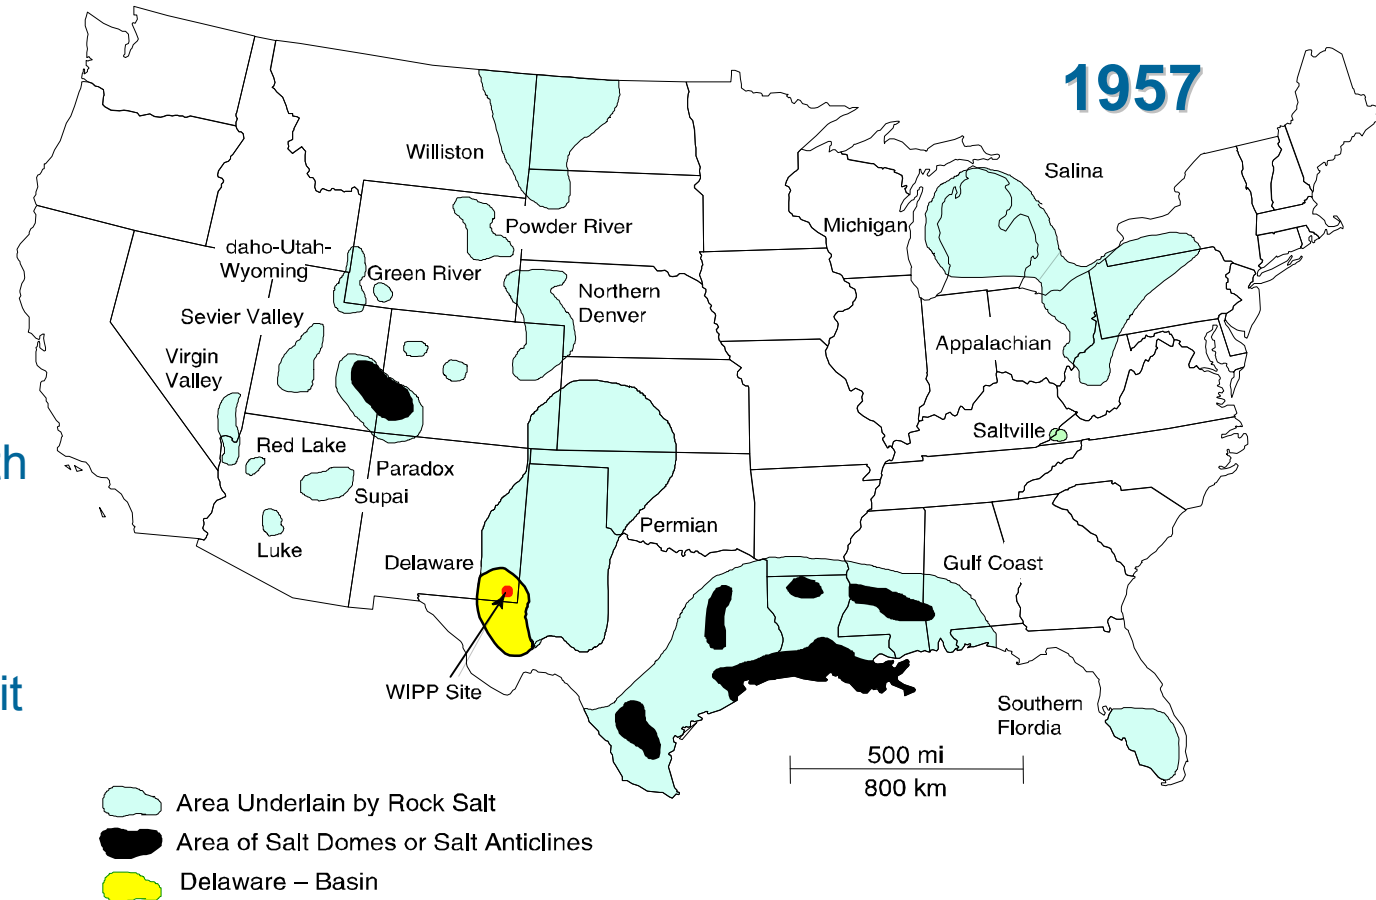 1957
Williston
Salina
Powder River
Michigan
daho-Utah-
Wyoming
Green River
Northern
Denver
Sevier Valley
Virgin
Valley
Appalachian
Saltville
Red Lake
th
Paradox
Supai
Permian
Luke
Delaware
Gulf Coast
it
WIPP Site
Southern
Flordia
500 mi
800 km
Area Underlain by Rock Salt
Area of Salt Domes or Salt Anticlines
Delaware – Basin